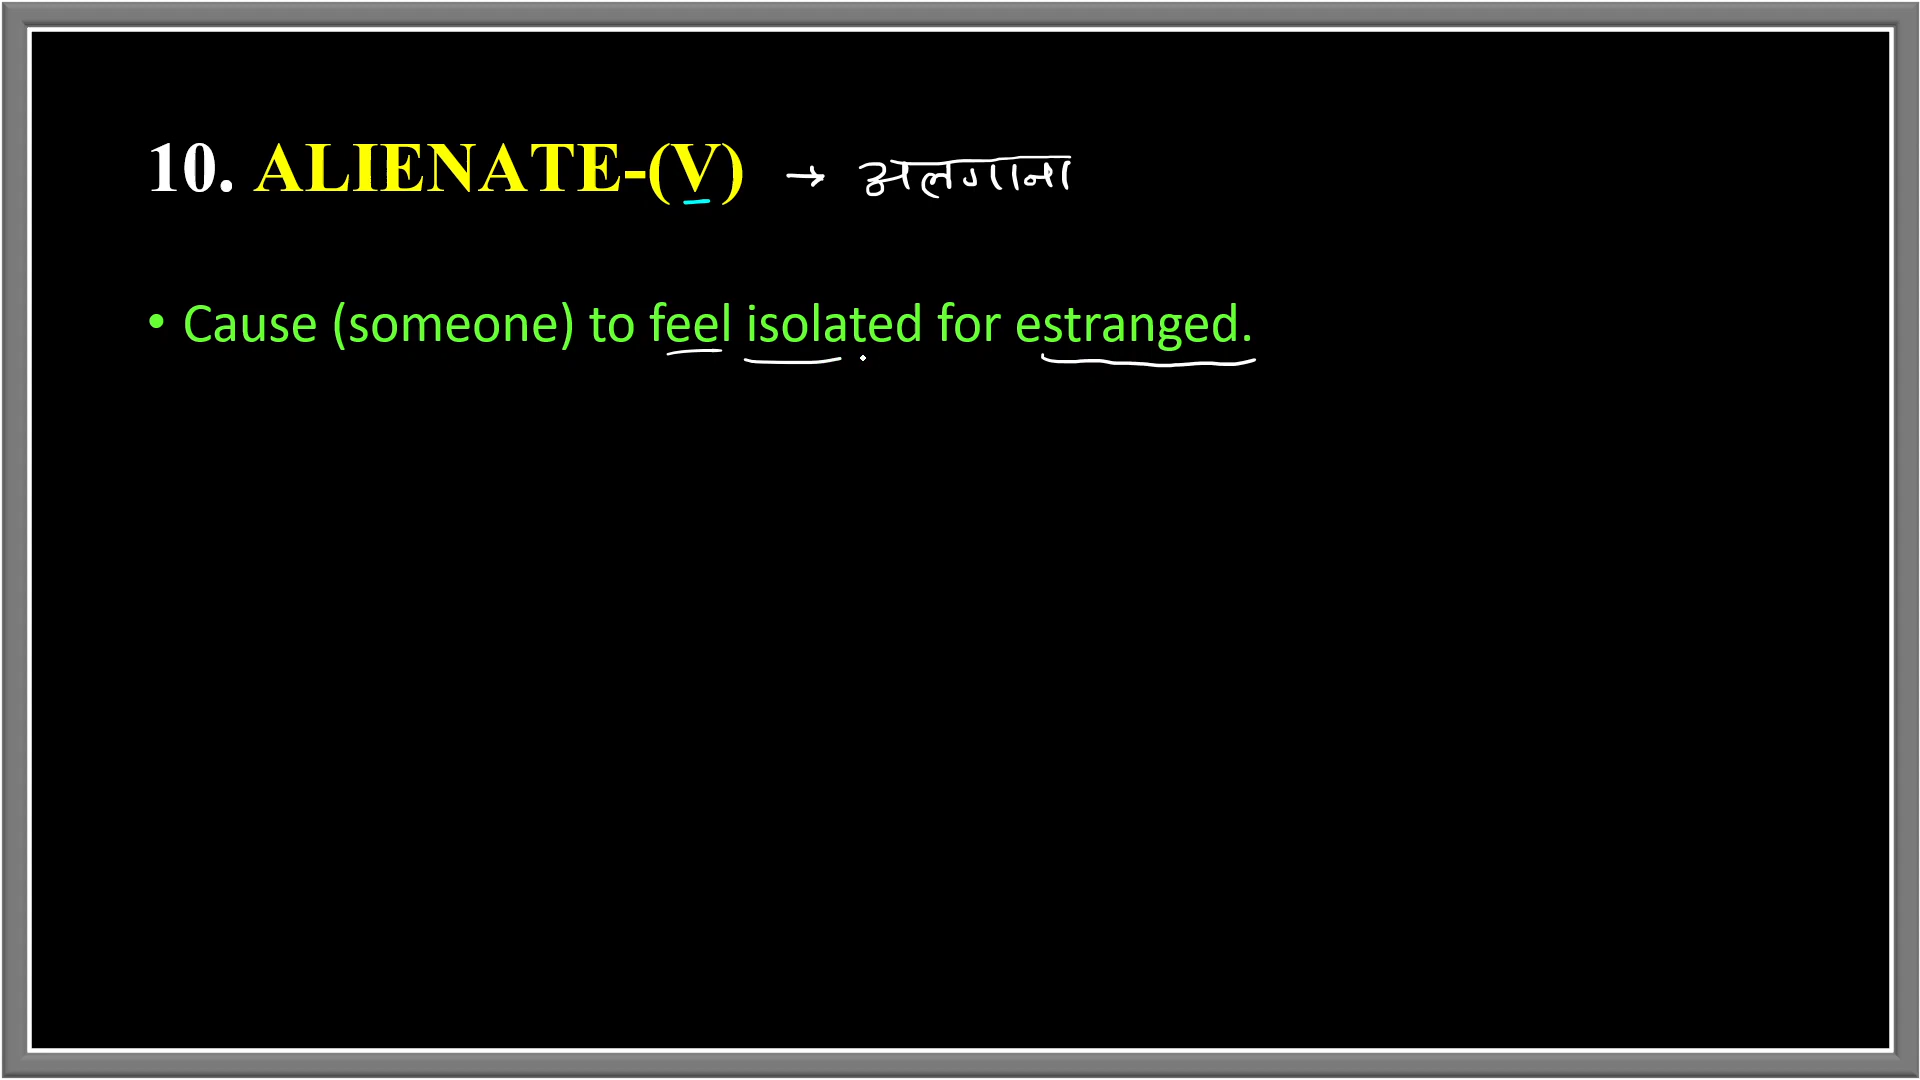 10. ALIENATE-(V) → अलगाना
• Cause (someone) to feel isolated for estranged.